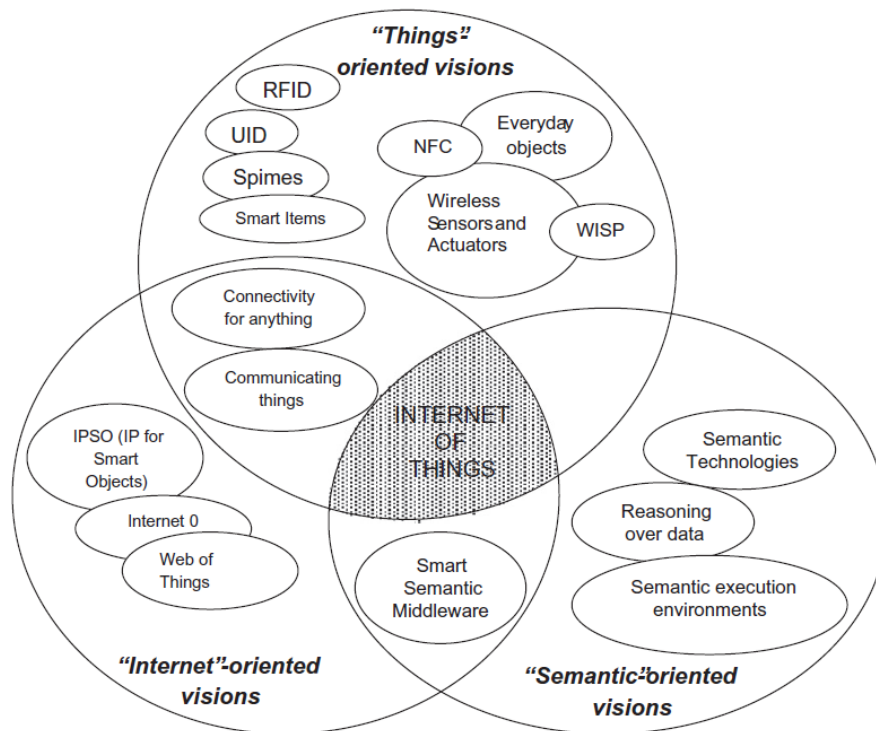 “Things”-
oriented visions
RFID
UID
Spimes
Smart Items
NFC
Everyday
objects
Wireless
Sensors and
Actuators
WISP
Connectivity
for anything
Communicating
things
INTERNET
OF
THINGS
IPSO (IP for
Smart
Objects)
Internet 0
Web of
Things
Semantic
Technologies
Reasoning
over data
Semantic execution
environments
Smart
Semantic
Middleware
“Internet”-oriented
visions
“Semantic”-oriented
visions